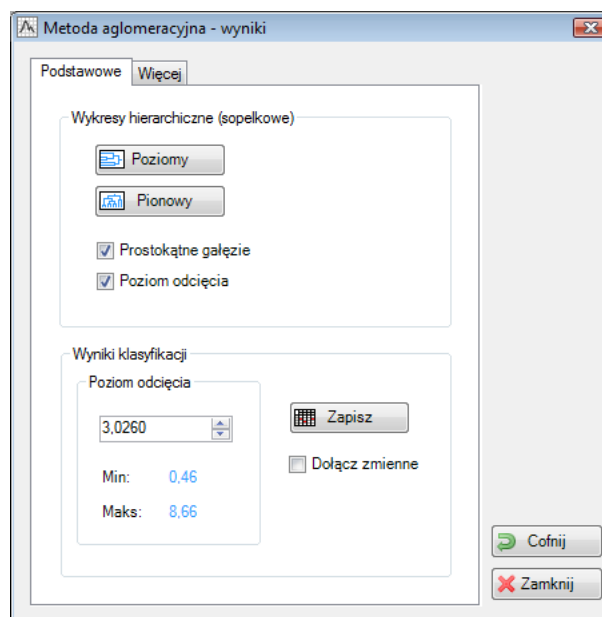 Metoda aglomeracyjna - wyniki
Podstawowe
Więcej
Wykresy hierarchiczne (sopelkowe)
Poziomy
Pionowy
Prostokątne gałęzie
Poziom odcięcia
Wyniki klasyfikacji
Poziom odcięcia
3,0260
Zapisz
Dołącz zmienne
Min: 0,46
Maks: 8,66
Cofnij
Zamknij